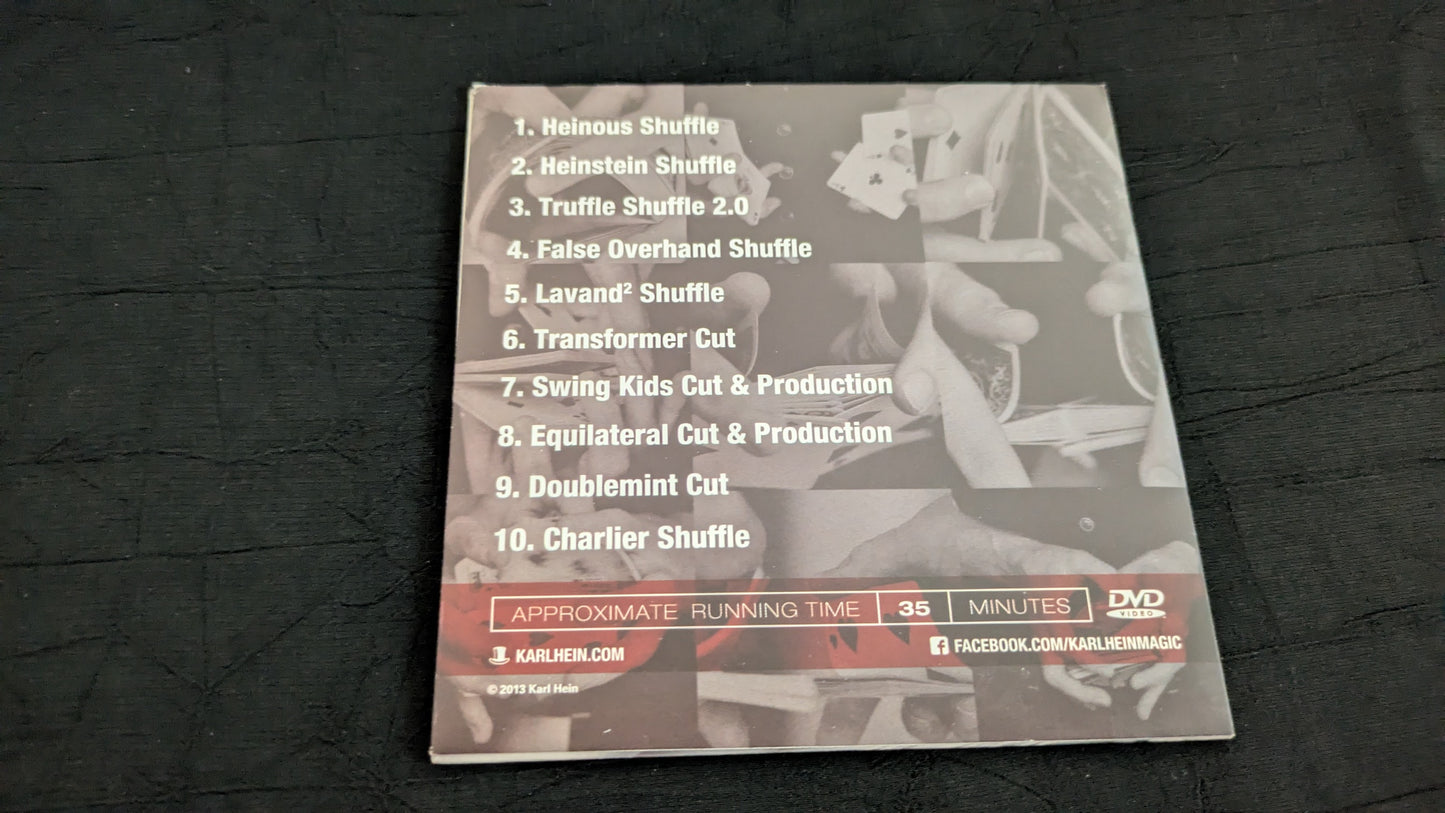 1. Heinous Shuffle
2. Heinstein Shuffle
3. Truffle Shuffle 2.0
4. False Overhand Shuffle
5. Lavand² Shuffle
6. Transformer Cut
7. Swing Kids Cut & Production
8. Equilateral Cut & Production
9. Doublemint Cut
10. Charlier Shuffle
APPROXIMATE RUNNING TIME 35 MINUTES
DVD
VIDEO
KARLHEIN.COM
FACEBOOK.COM/KARLHEINMAGIC
© 2013 Karl Hein